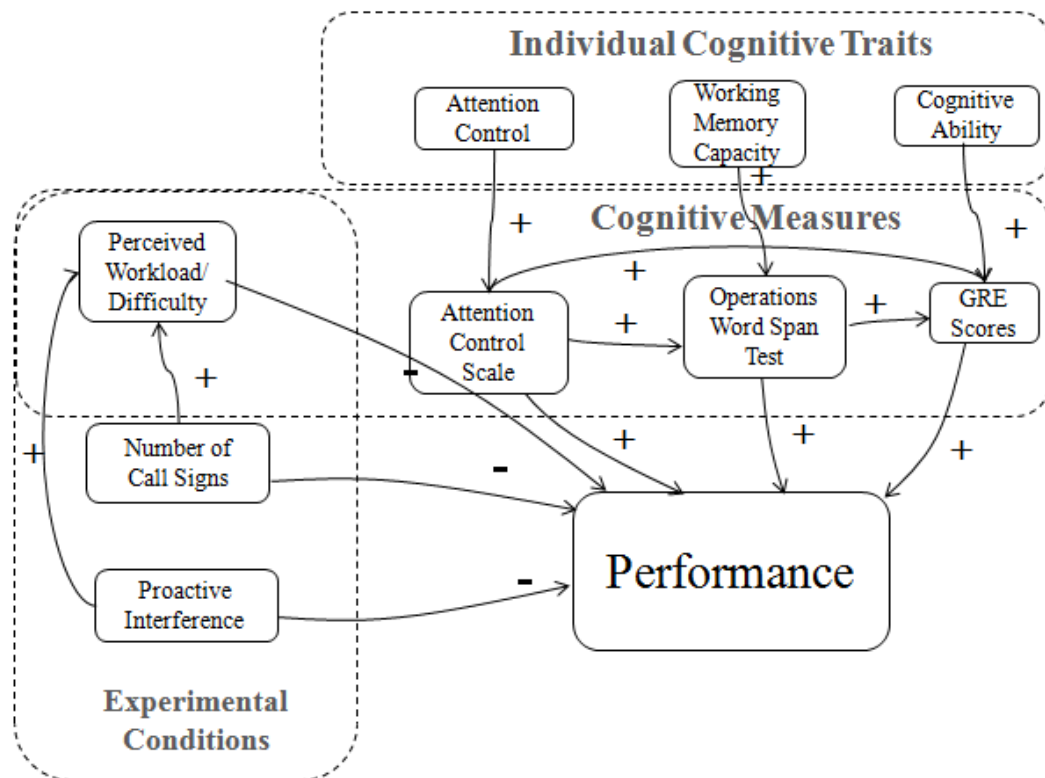 Individual Cognitive Traits
Attention
Control
Working
Memory
Capacity
Cognitive
Ability
+
+
+
Cognitive Measures
Perceived
Workload/
Difficulty
+
Attention
Control
Scale
+
Operations
Word Span
Test
+
GRE
Scores
-
+
+
Number of
Call Signs
-
+
+
+
Proactive
Interference
-
Performance
Experimental
Conditions